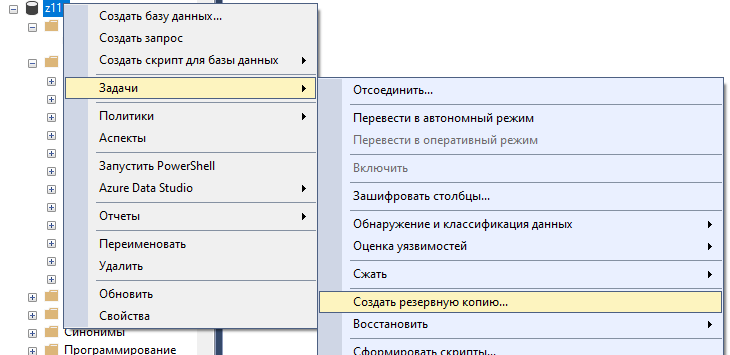 z11
Создать базу данных...
Создать запрос
Создать скрипт для базы данных
Задачи
Политики
Аспекты
Запустить PowerShell
Azure Data Studio
Отчеты
Переименовать
Удалить
Обновить
Свойства
Отсоединить...
Перевести в автономный режим
Перевести в оперативный режим
Включить
Зашифровать столбцы...
Обнаружение и классификация данных
Оценка уязвимостей
Сжать
Создать резервную копию...
Восстановить
Сформировать скрипты...
Синонимы
Программирование